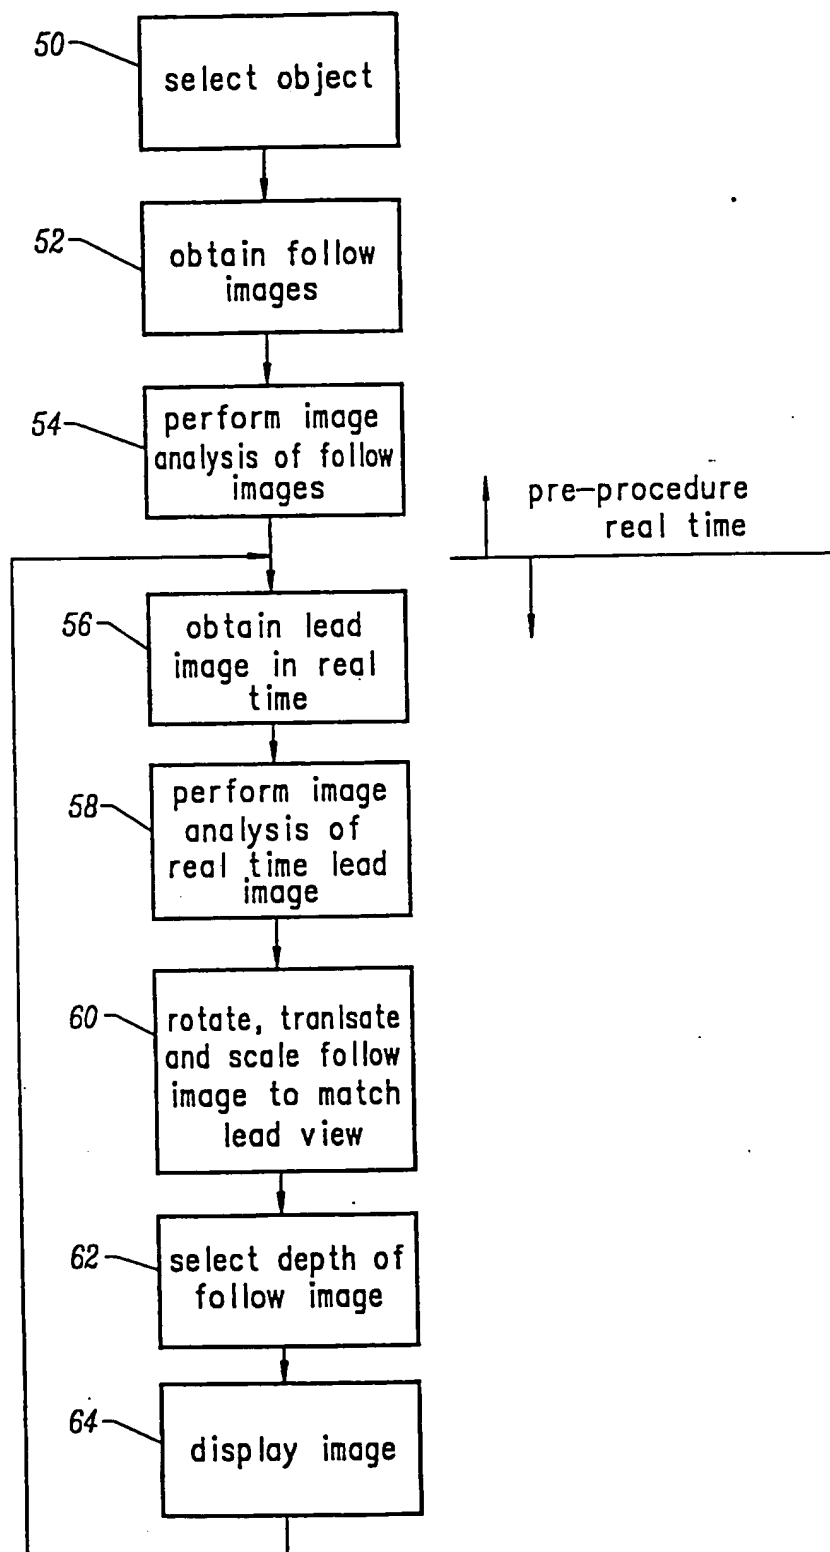 50
select object
52
obtain follow
images
54
perform image
analysis of follow
images
pre-procedure
real time
56
obtain lead
image in real
time
58
perform image
analysis of
real time lead
image
60
rotate, tranlsate
and scale follow
image to match
lead view
62
select depth of
follow image
64
display image